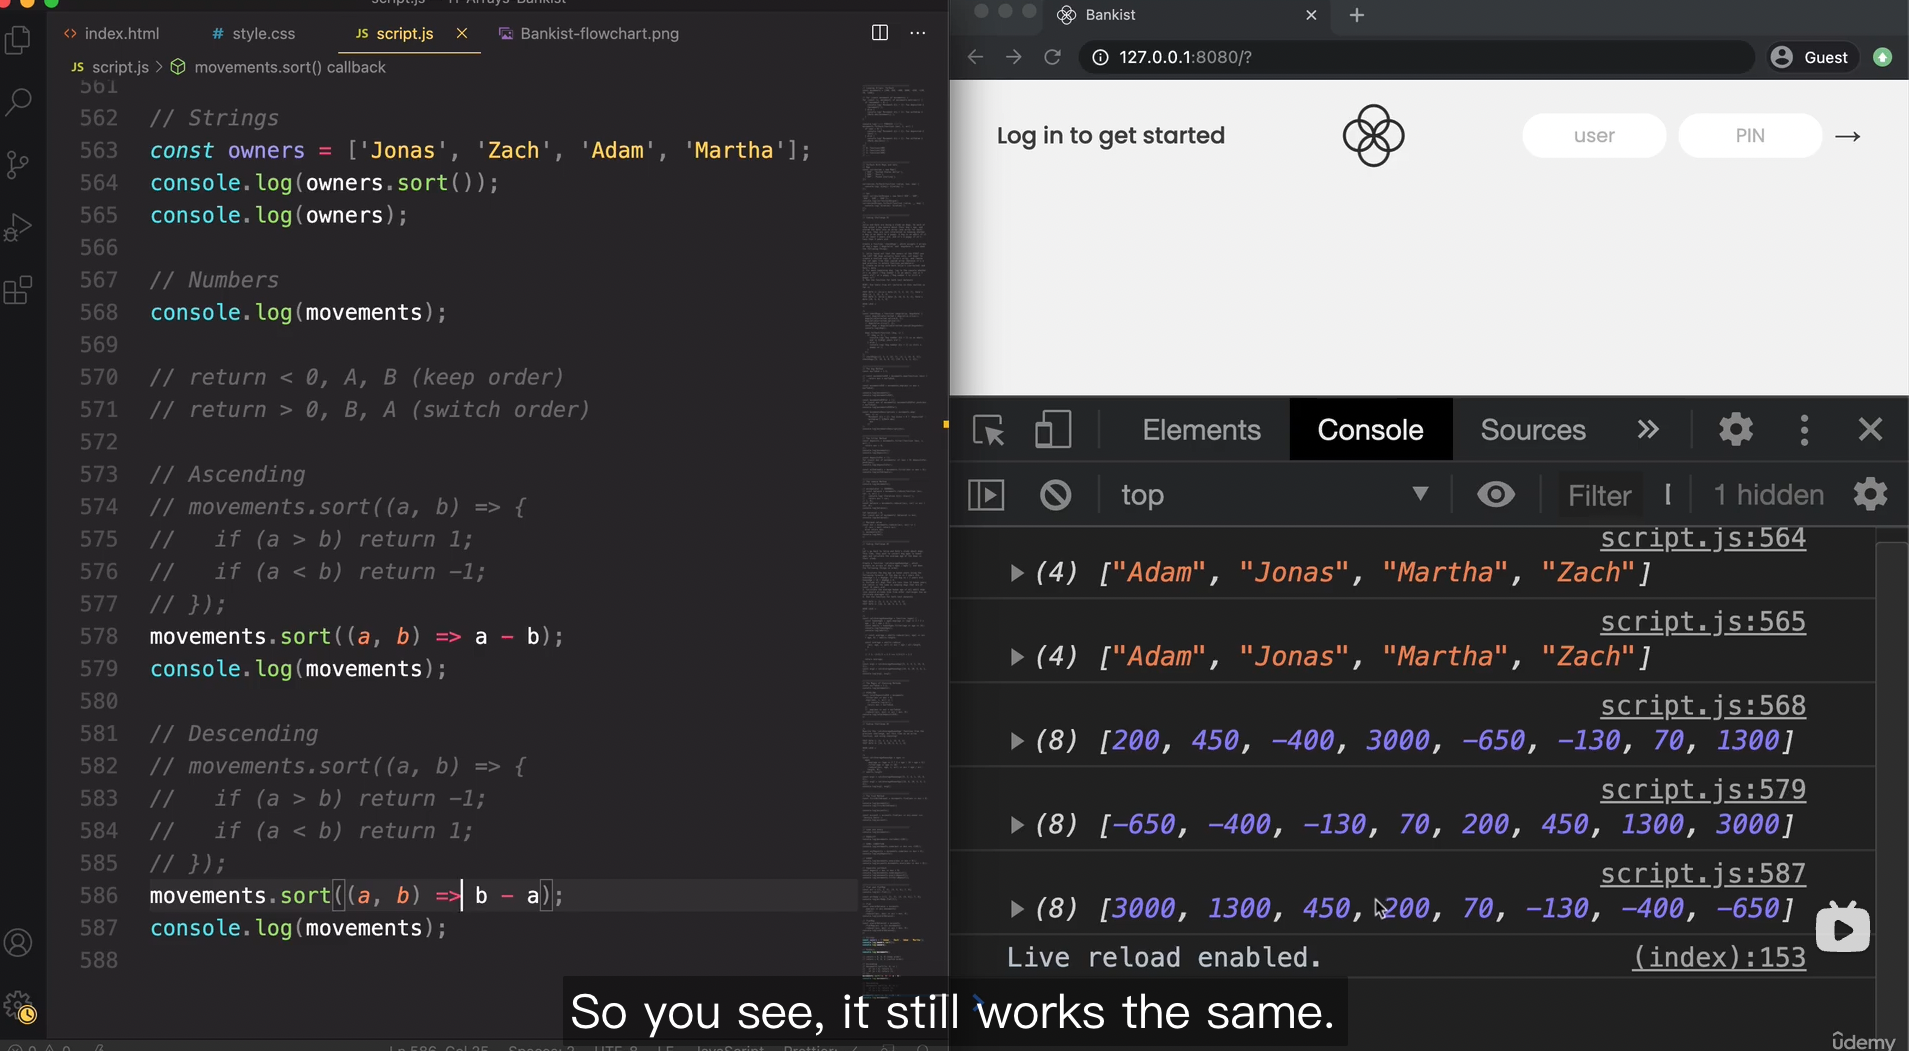 index.html
style.css
JS script.js
Bankist-flowchart.png
JS script.js > movements.sort() callback
561
562 // Strings
563 const owners = ['Jonas', 'Zach', 'Adam', 'Martha'];
564 console.log(owners.sort());
565 console.log(owners);
566
567 // Numbers
568 console.log(movements);
569
570 // return < 0, A, B (keep order)
571 // return > 0, B, A (switch order)
572
573 // Ascending
574 // movements.sort((a, b) => {
575 //   if (a > b) return 1;
576 //   if (a < b) return -1;
577 // });
578 movements.sort((a, b) => a - b);
579 console.log(movements);
580
581 // Descending
582 // movements.sort((a, b) => {
583 //   if (a > b) return -1;
584 //   if (a < b) return 1;
585 // });
586 movements.sort((a, b) => b - a);
587 console.log(movements);
588
Bankist
127.0.0.1:8080/?
Guest
Log in to get started
user
PIN
Elements
Console
Sources
top
Filter
1 hidden
script.js:564
(4) ["Adam", "Jonas", "Martha", "Zach"]
script.js:565
(4) ["Adam", "Jonas", "Martha", "Zach"]
script.js:568
(8) [200, 450, -400, 3000, -650, -130, 70, 1300]
script.js:579
(8) [-650, -400, -130, 70, 200, 450, 1300, 3000]
script.js:587
(8) [3000, 1300, 450, 200, 70, -130, -400, -650]
Live reload enabled.
(index):153
So you see, it still works the same.
ûdemy